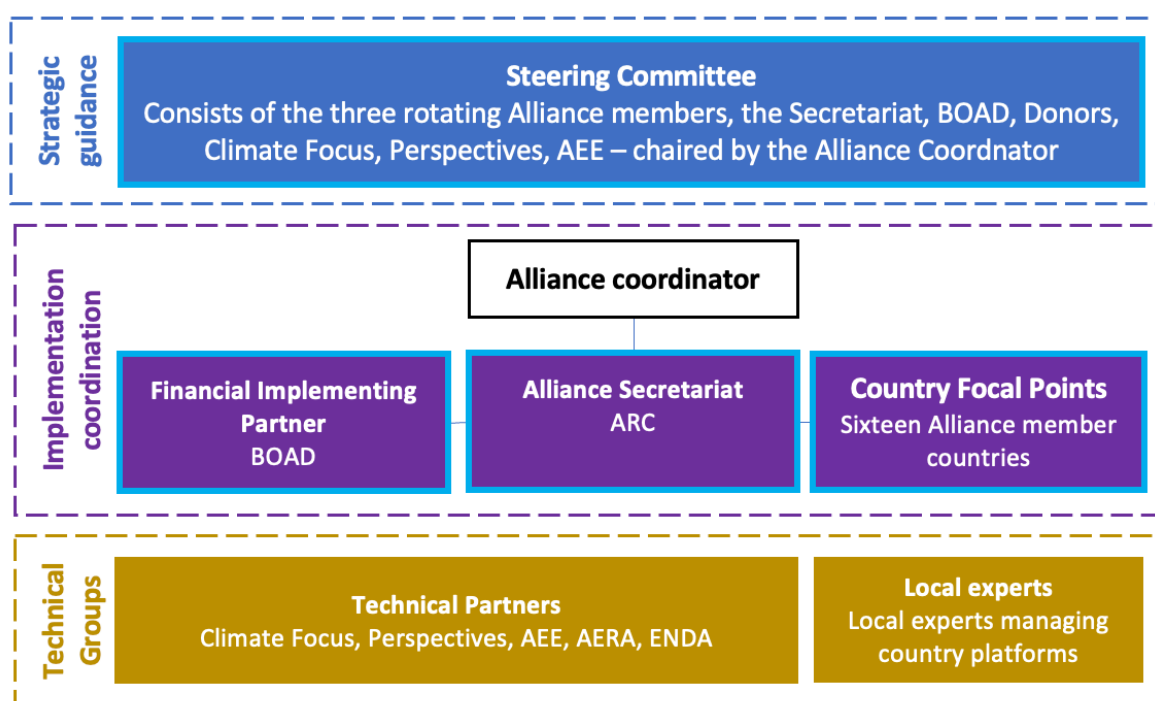 Strategic
guidance
Steering Committee
Consists of the three rotating Alliance members, the Secretariat, BOAD, Donors,
Climate Focus, Perspectives, AEE – chaired by the Alliance Coordnator
Implementation
coordination
Alliance coordinator
Financial Implementing
Partner
BOAD
Alliance Secretariat
ARC
Country Focal Points
Sixteen Alliance member
countries
Technical
Groups
Technical Partners
Climate Focus, Perspectives, AEE, AERA, ENDA
Local experts
Local experts managing
country platforms